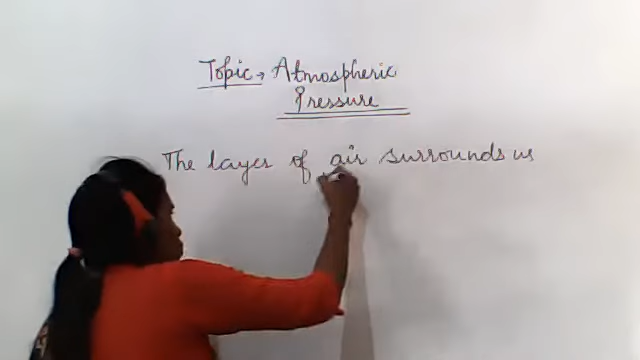 Topic → Atmospheric
Pressure
The layer of air surrounds us